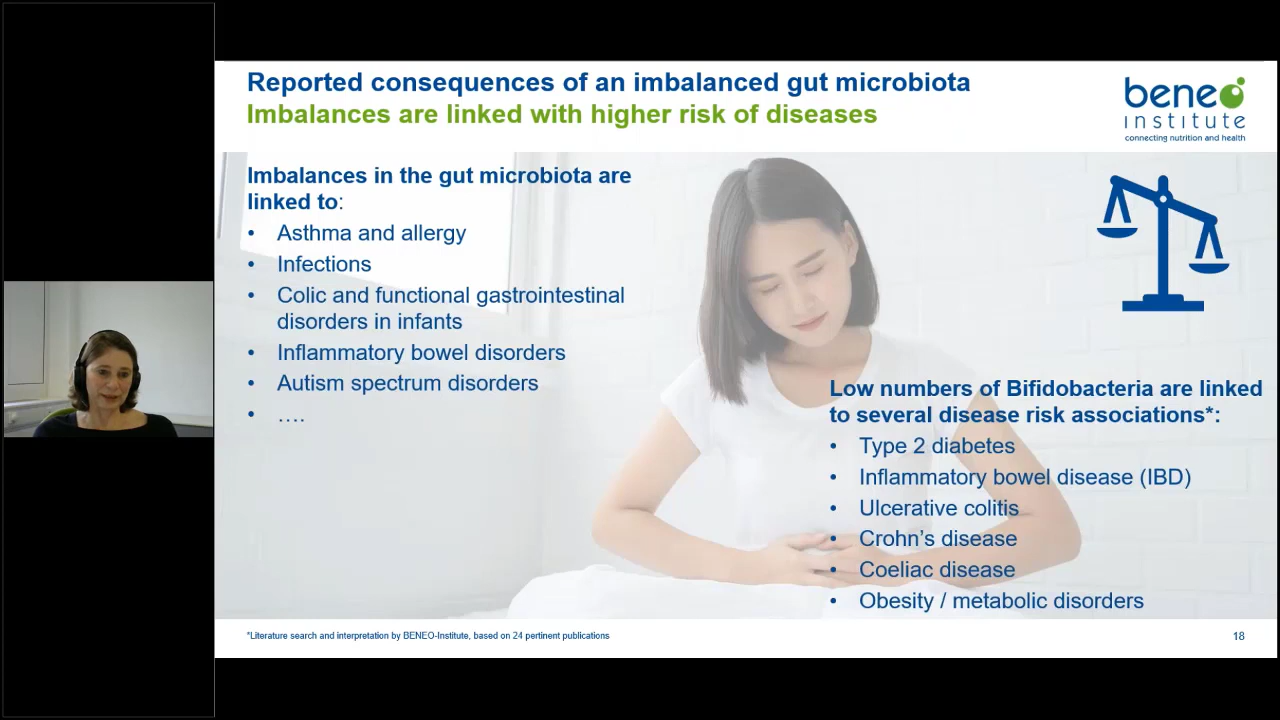 Reported consequences of an imbalanced gut microbiota
Imbalances are linked with higher risk of diseases
beneo
institute
connecting nutrition and health
Imbalances in the gut microbiota are
linked to:
• Asthma and allergy
• Infections
• Colic and functional gastrointestinal
disorders in infants
• Inflammatory bowel disorders
• Autism spectrum disorders
• ....
Low numbers of Bifidobacteria are linked
to several disease risk associations*:
• Type 2 diabetes
• Inflammatory bowel disease (IBD)
• Ulcerative colitis
• Crohn’s disease
• Coeliac disease
• Obesity / metabolic disorders
*Literature search and interpretation by BENEO-Institute, based on 24 pertinent publications
18